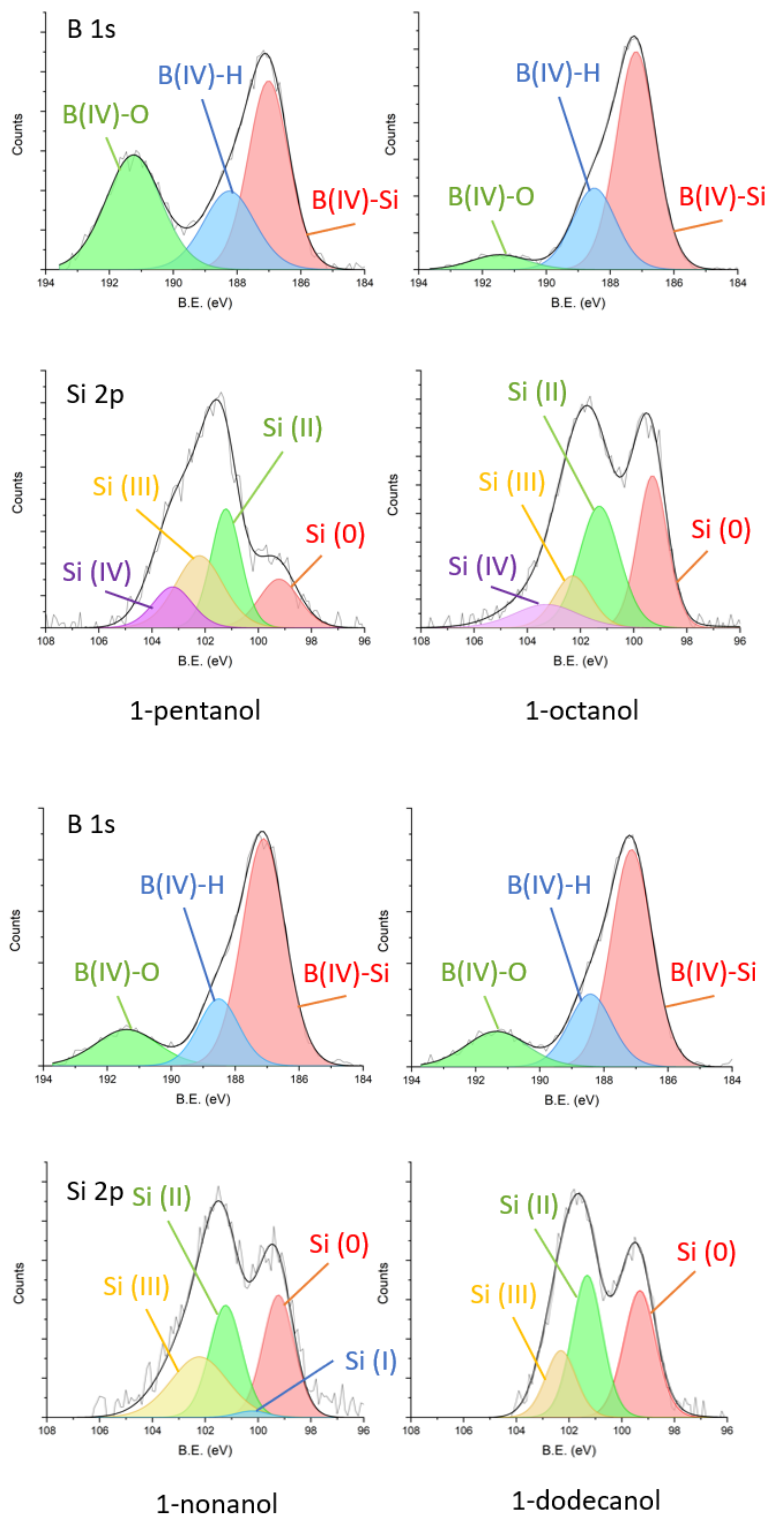 B 1s
B(IV)-O
B(IV)-H
B(IV)-Si
Counts
194 192 190 188 186 184
B.E. (eV)
B(IV)-O
B(IV)-H
B(IV)-Si
Counts
194 192 190 188 186 184
B.E. (eV)
Si 2p
Si (II)
Si (III)
Si (IV)
Si (0)
Counts
108 106 104 102 100 98 96
B.E. (eV)
1-pentanol
Si (II)
Si (III)
Si (IV)
Si (0)
Counts
108 106 104 102 100 98 96
B.E. (eV)
1-octanol
B 1s
B(IV)-H
B(IV)-O
B(IV)-Si
Counts
194 192 190 188 186 184
B.E. (eV)
B(IV)-H
B(IV)-O
B(IV)-Si
Counts
194 192 190 188 186 184
B.E. (eV)
Si 2p
Si (II)
Si (0)
Si (III)
Si (I)
Counts
108 106 104 102 100 98 96
B.E. (eV)
1-nonanol
Si (II)
Si (0)
Si (III)
Counts
108 106 104 102 100 98 96
B.E. (eV)
1-dodecanol